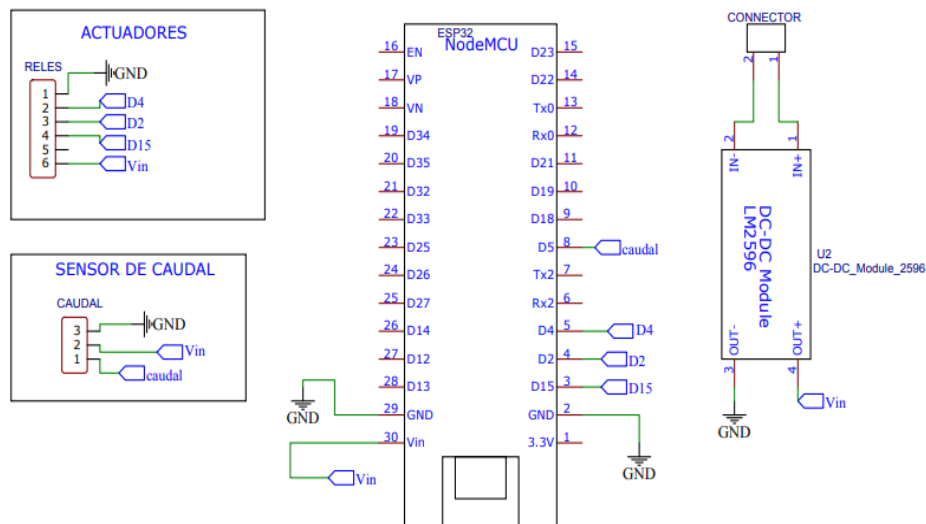 ACTUADORES
RELES
1
2
3
4
5
6
GND
D4
D2
D15
Vin
SENSOR DE CAUDAL
CAUDAL
3
2
1
GND
Vin
caudal
ESP32
NodeMCU
16 EN
17 VP
18 VN
19 D34
20 D35
21 D32
22 D33
23 D25
24 D26
25 D27
26 D14
27 D12
28 D13
29 GND
30 Vin
GND
Vin
D23 15
D22 14
Tx0 13
Rx0 12
D21 11
D19 10
D18 9
D5 8 caudal
Tx2 7
Rx2 6
D4 5 D4
D2 4 D2
D15 3 D15
GND 2
3.3V 1
GND
CONNECTOR
2 1
2 1
IN- IN+
DC-DC Module
LM2596
U2
DC-DC_Module_2596
OUT- OUT+
3 4
Vin
GND